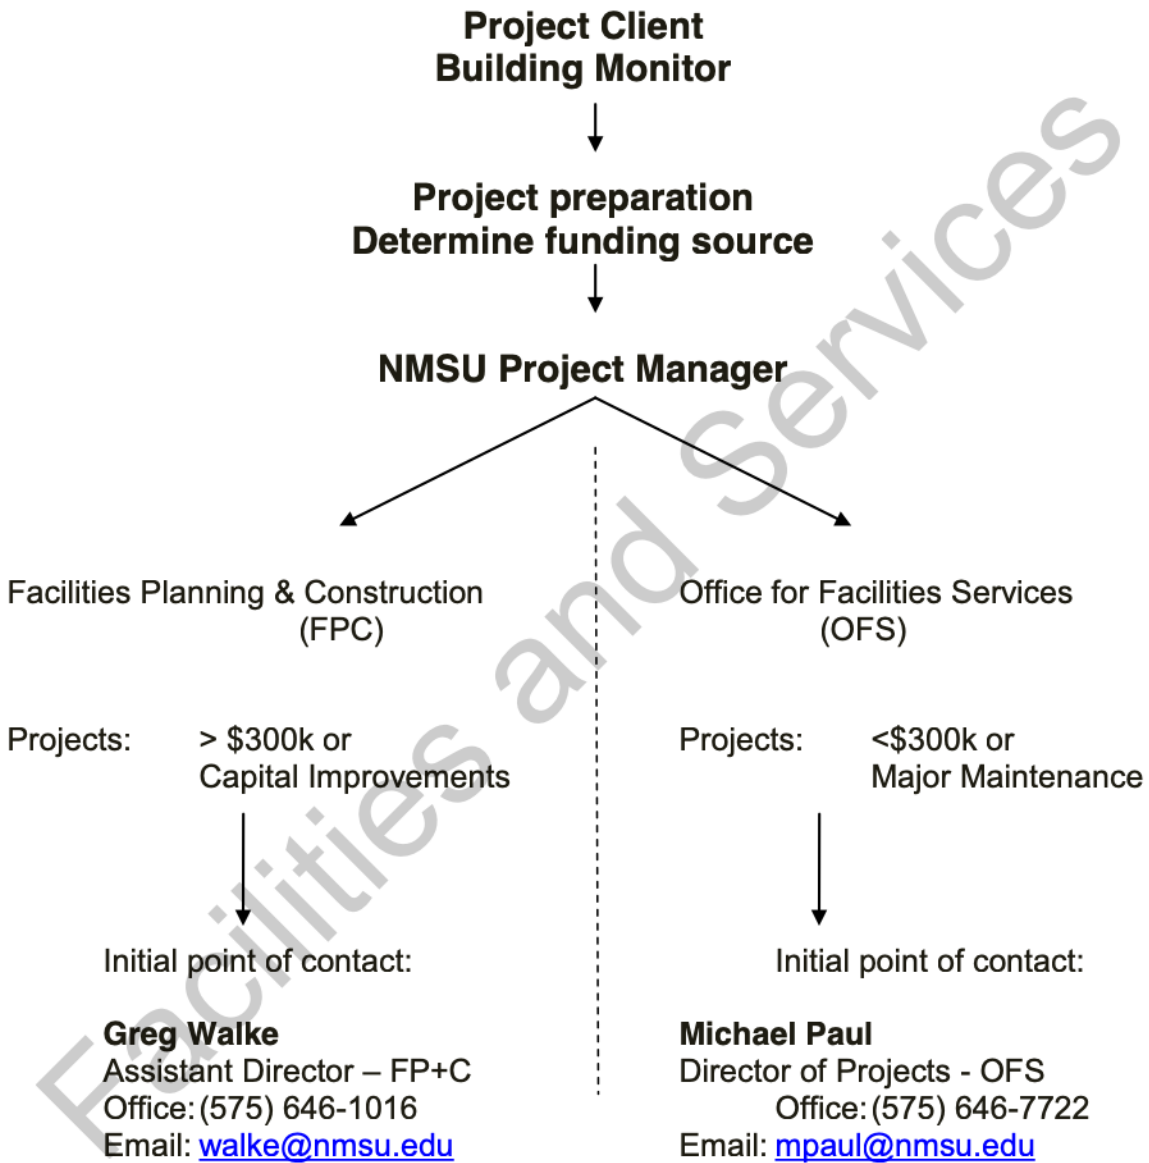 Project Client
Building Monitor
Project preparation
Determine funding source
NMSU Project Manager
Facilities Planning & Construction
(FPC)
Projects: > $300k or
Capital Improvements
Initial point of contact:
Greg Walke
Assistant Director – FP+C
Office: (575) 646-1016
Email: walke@nmsu.edu
Office for Facilities Services
(OFS)
Projects: <$300k or
Major Maintenance
Initial point of contact:
Michael Paul
Director of Projects - OFS
Office: (575) 646-7722
Email: mpaul@nmsu.edu
Facilities and Services